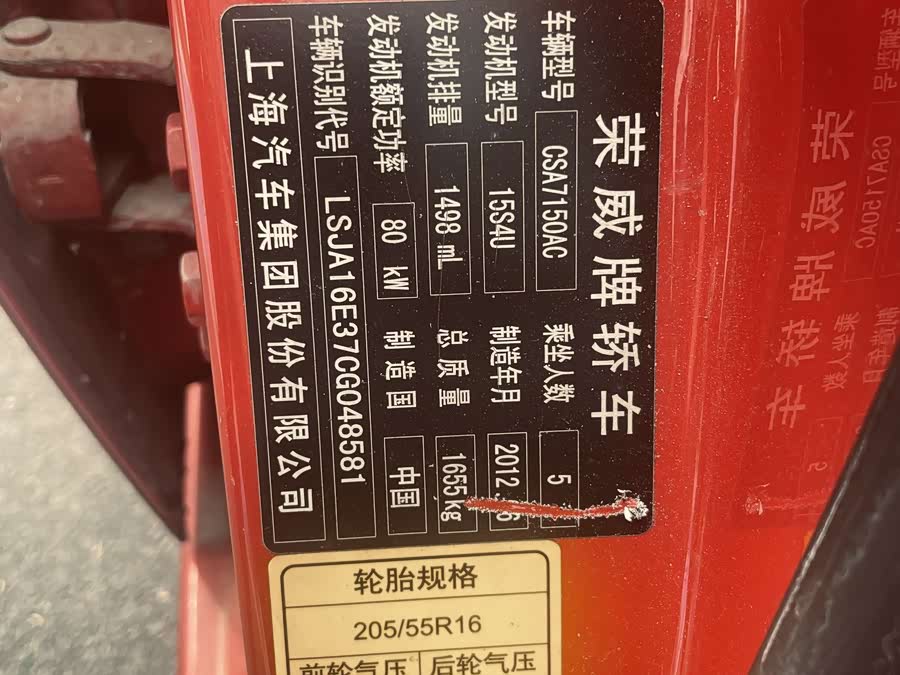 荣威牌轿车
车辆型号 CSA7150AC 乘坐人数 5
发动机型号 15S4U 制造年月 2012. 6
发动机排量 1498 mL 总质量 1655kg
发动机额定功率 80 kW 制造国 中国
车辆识别代号 LSJA16E37CG048581
上海汽车集团股份有限公司
轮胎规格
205/55R16
前轮气压 后轮气压